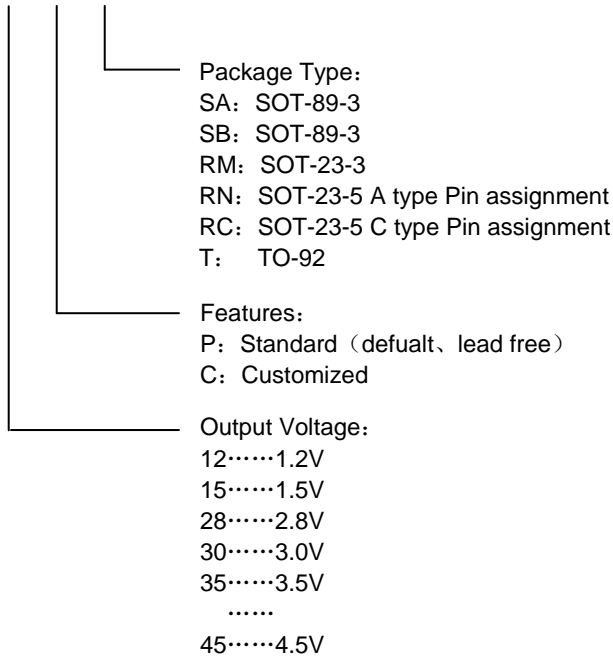 Package Type：
SA：SOT-89-3
SB：SOT-89-3
RM：SOT-23-3
RN：SOT-23-5 A type Pin assignment
RC：SOT-23-5 C type Pin assignment
T： TO-92
Features：
P：Standard（defualt、lead free）
C：Customized
Output Voltage：
12……1.2V
15……1.5V
28……2.8V
30……3.0V
35……3.5V
……
45……4.5V